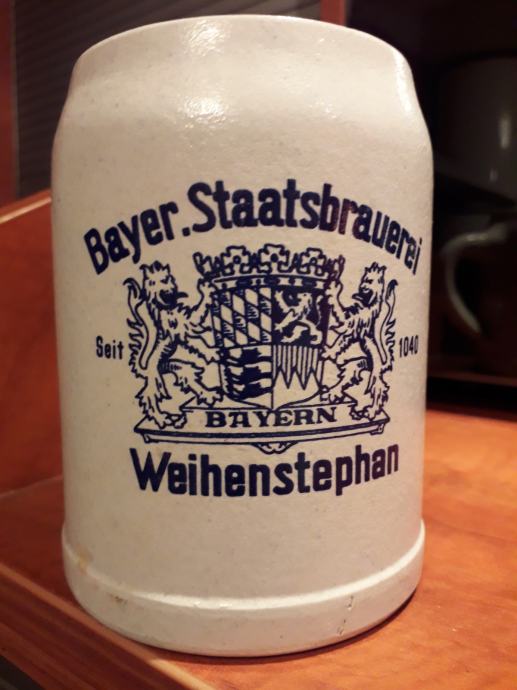 Bayer. Staatsbrauerei
Seit 1040
BAYERN
Weihenstephan